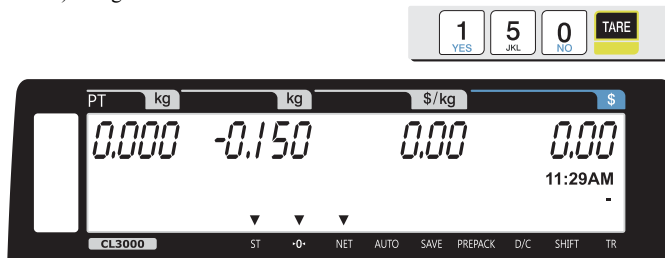 1 5 0 TARE
YES JKL NO
PT kg kg $/kg $
0.000 -0.150 0.00 0.00
11:29AM
-
CL3000 ST •0• NET AUTO SAVE PREPACK D/C SHIFT TR